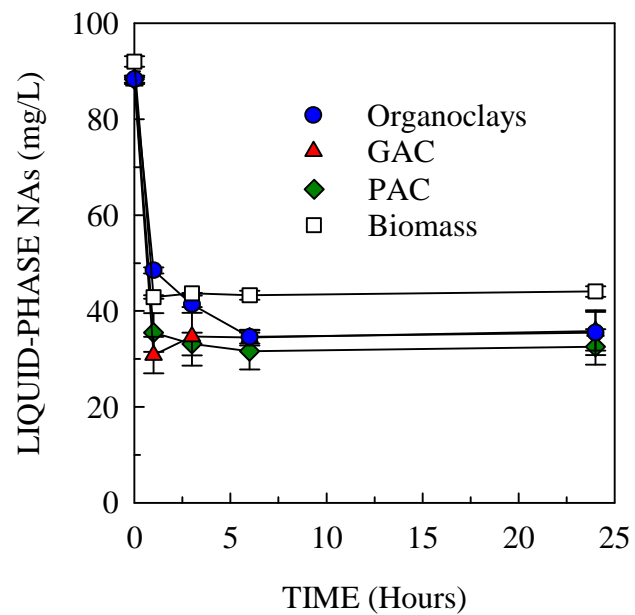 100
80
60
40
20
0
LIQUID-PHASE NAs (mg/L)
Organoclays
GAC
PAC
Biomass
0 5 10 15 20 25
TIME (Hours)